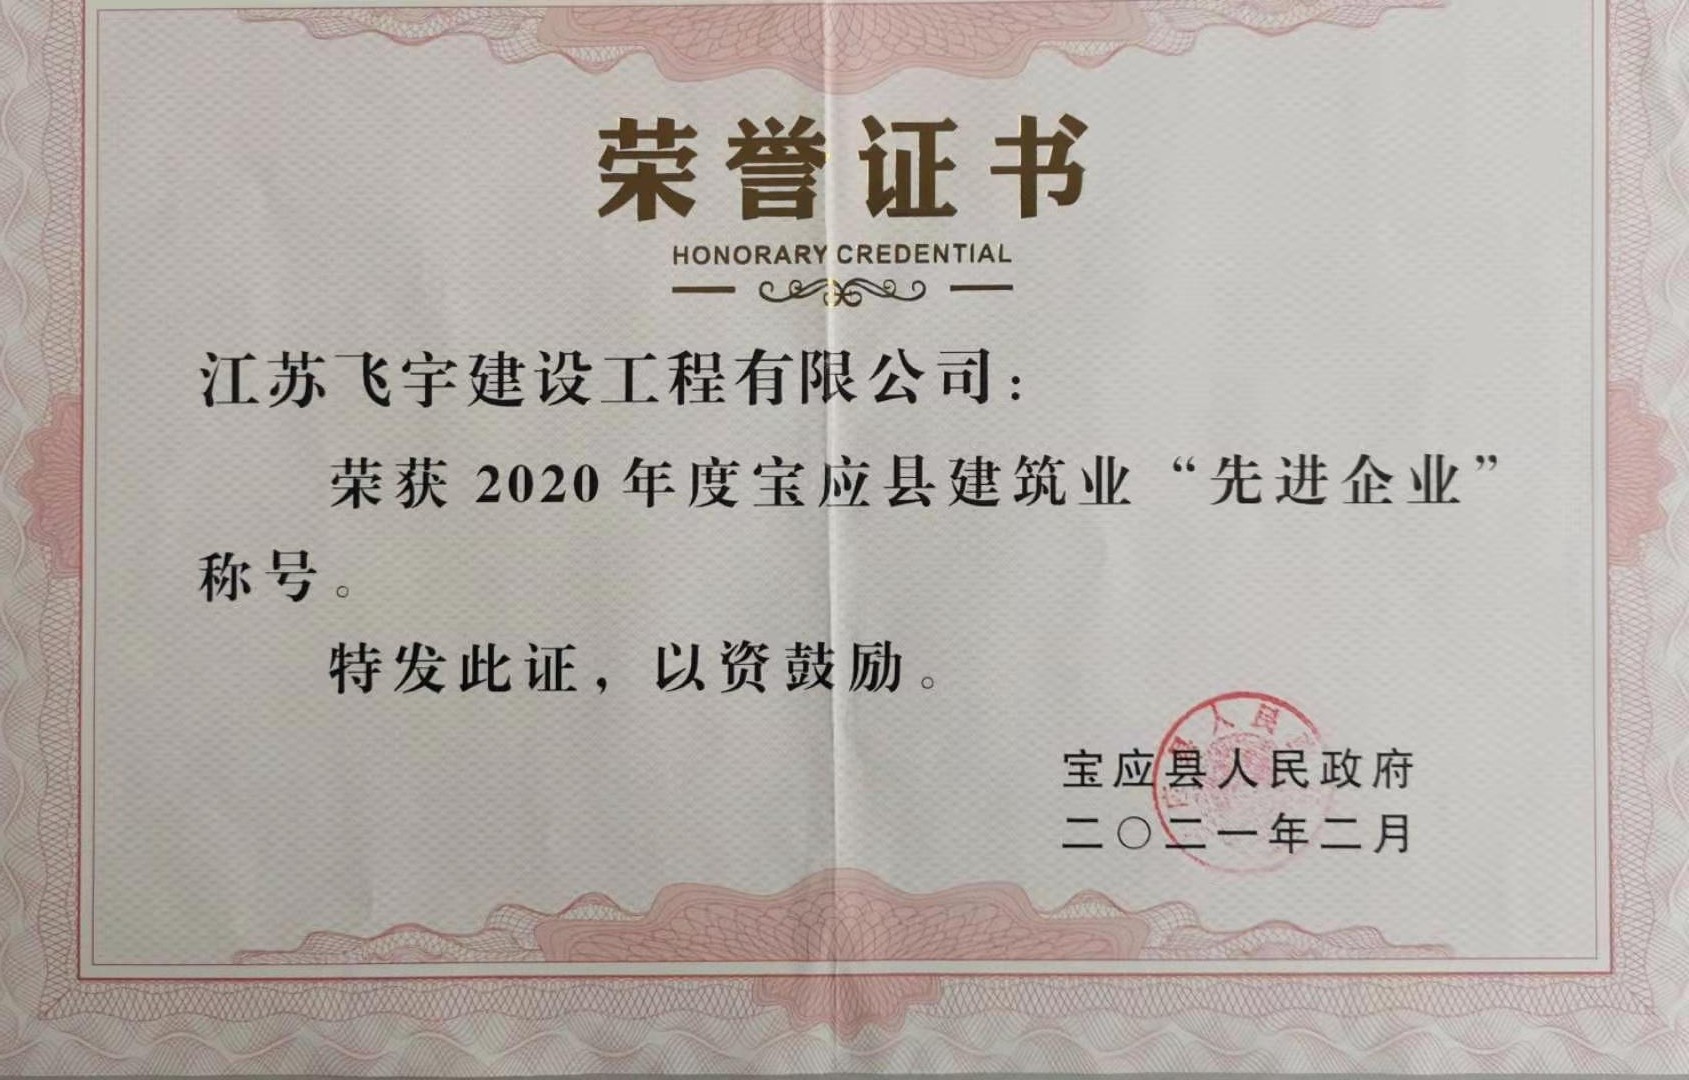 荣誉证书
HONORARY CREDENTIAL
江苏飞宇建设工程有限公司：
荣获 2020 年度宝应县建筑业“先进企业”
称号。
特发此证，以资鼓励。
宝应县人民政府
二〇二一年二月